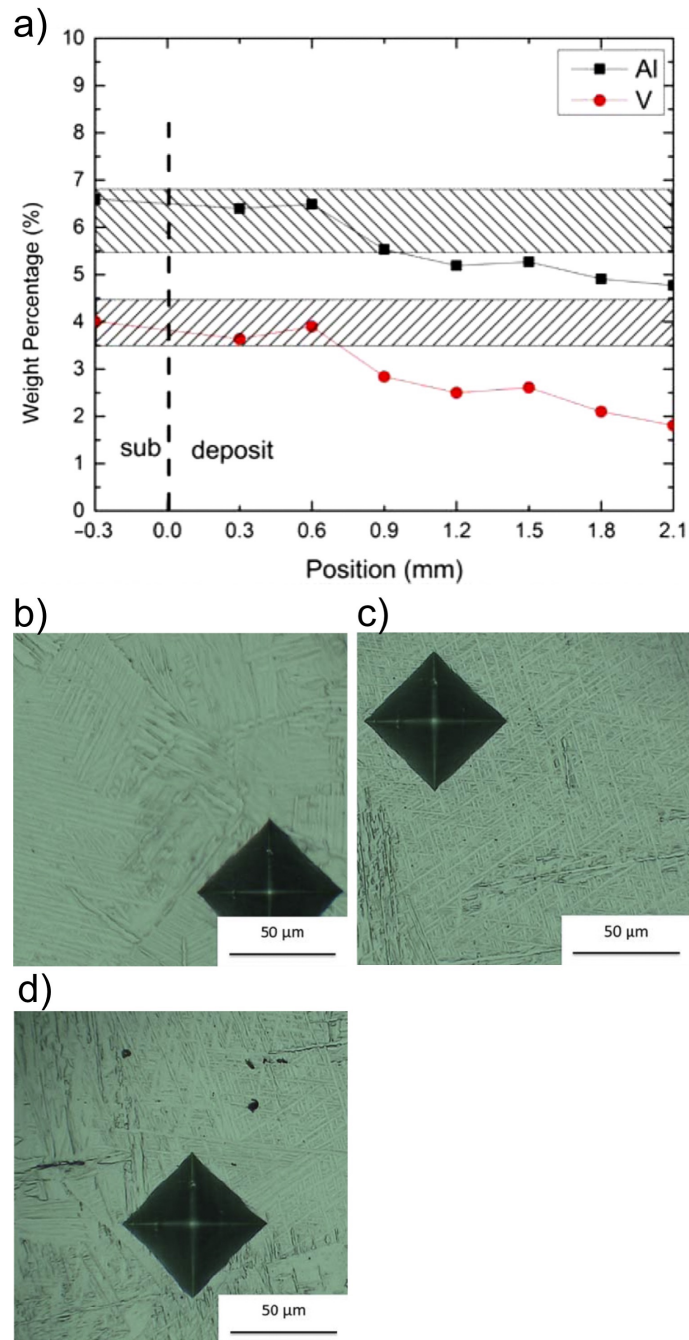 a)
10
9
8
7
6
5
4
3
2
1
0
Weight Percentage (%)
Al
V
sub
deposit
−0.3 0.0 0.3 0.6 0.9 1.2 1.5 1.8 2.1
Position (mm)
b)
50 µm
c)
50 µm
d)
50 µm